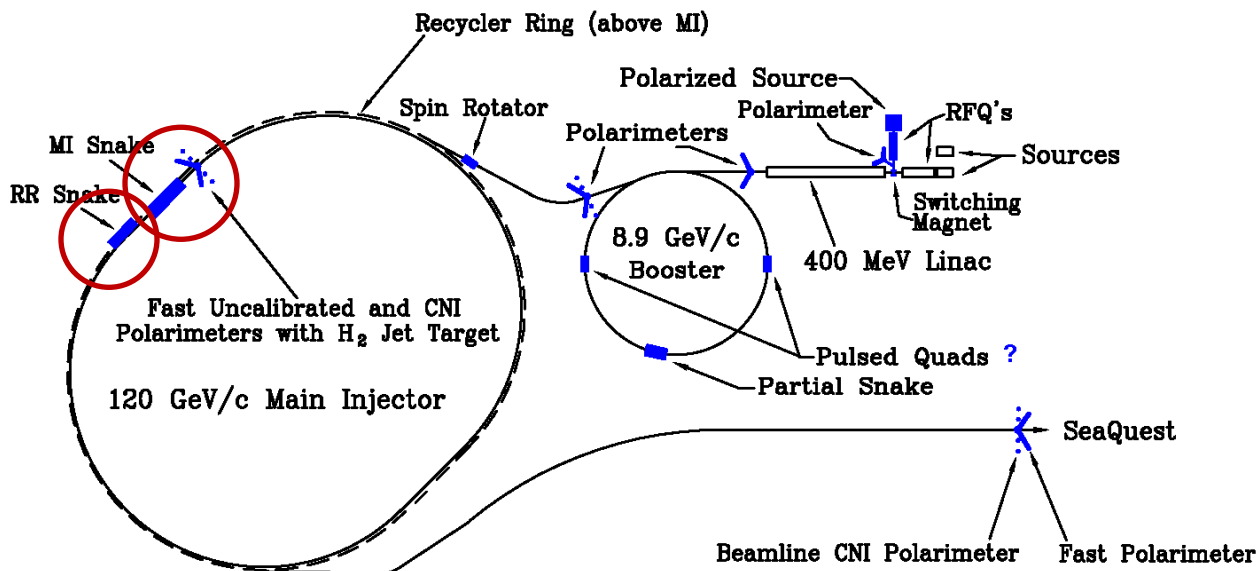 Recycler Ring (above MI)
Polarized Source
Spin Rotator
Polarimeter
RFQ's
MI Snake
Polarimeters
Sources
RR Snake
Switching
Magnet
8.9 GeV/c
Booster
400 MeV Linac
Fast Uncalibrated and CNI
Polarimeters with H₂ Jet Target
Pulsed Quads ?
Partial Snake
120 GeV/c Main Injector
SeaQuest
Beamline CNI Polarimeter
Fast Polarimeter